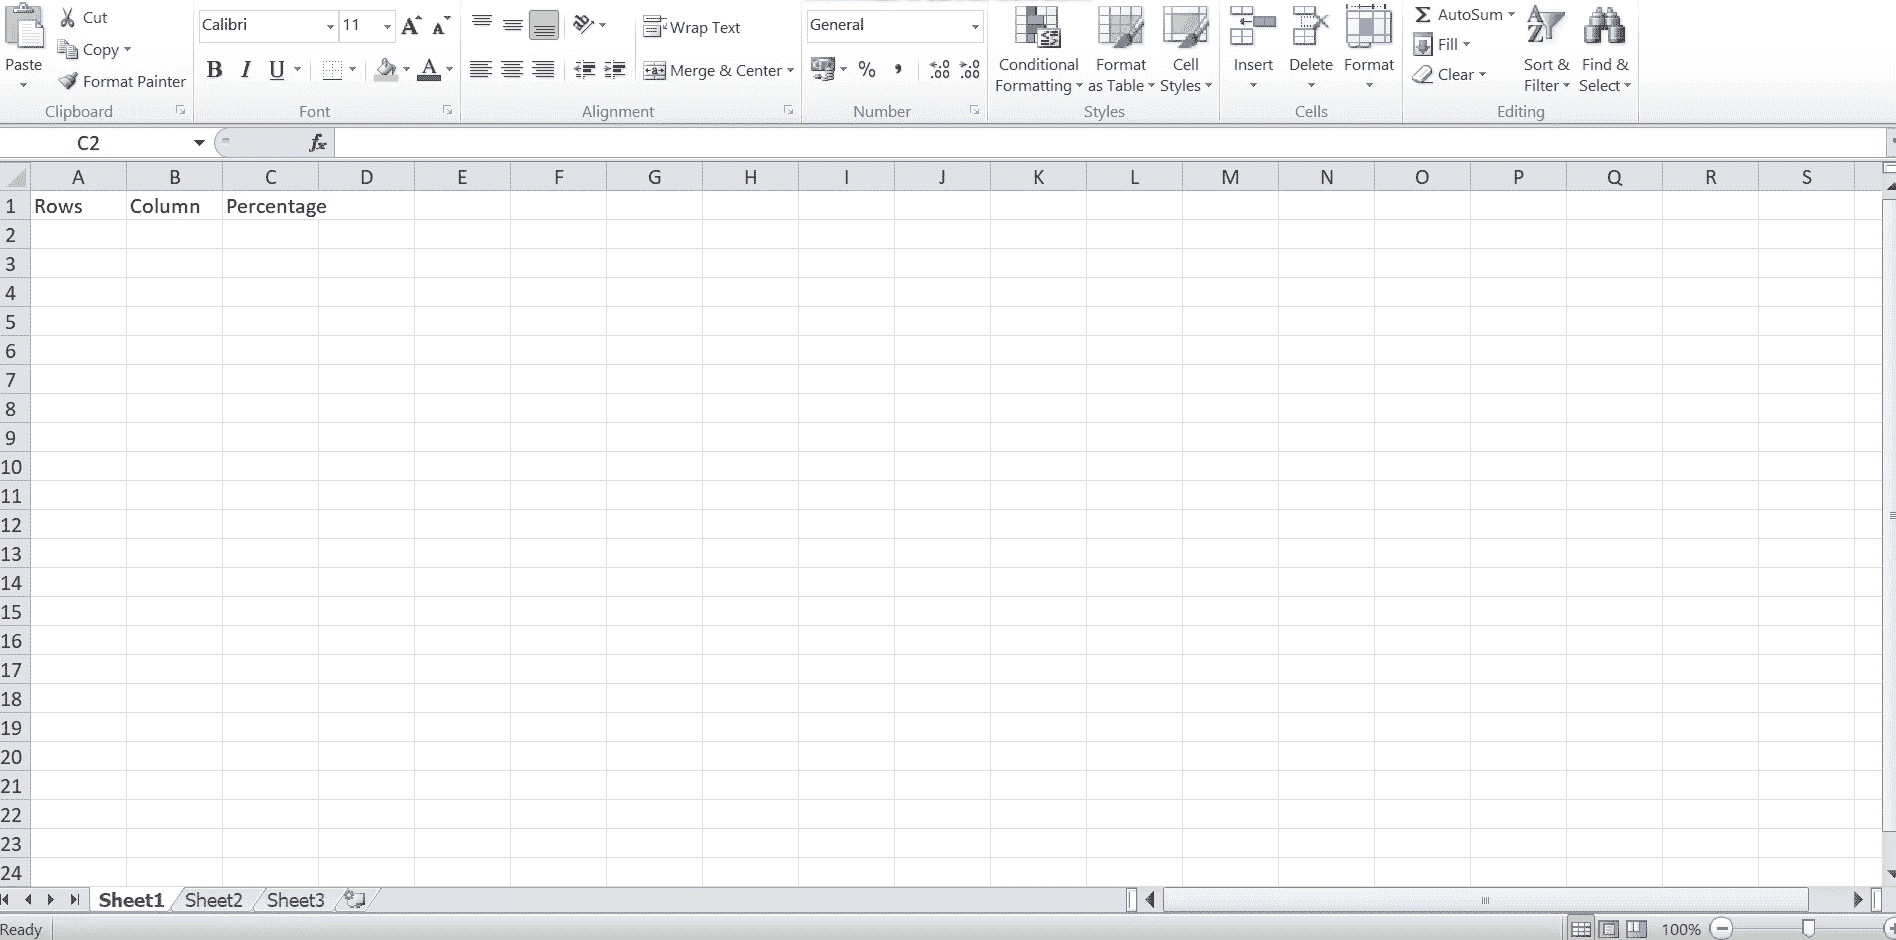 Cut
Calibri 11
Wrap Text
General
AutoSum
Copy
Paste
Conditional Formatting
Format as Table
Cell Styles
Insert Delete Format
Fill
Sort & Filter
Find & Select
Format Painter
B I U
Merge & Center
%
Clear
Clipboard Font Alignment Number Styles Cells Editing
C2 fx
A B C D E F G H I J K L M N O P Q R S
1 Rows Column Percentage
2
3
4
5
6
7
8
9
10
11
12
13
14
15
16
17
18
19
20
21
22
23
24
Sheet1 Sheet2 Sheet3
Ready 100%